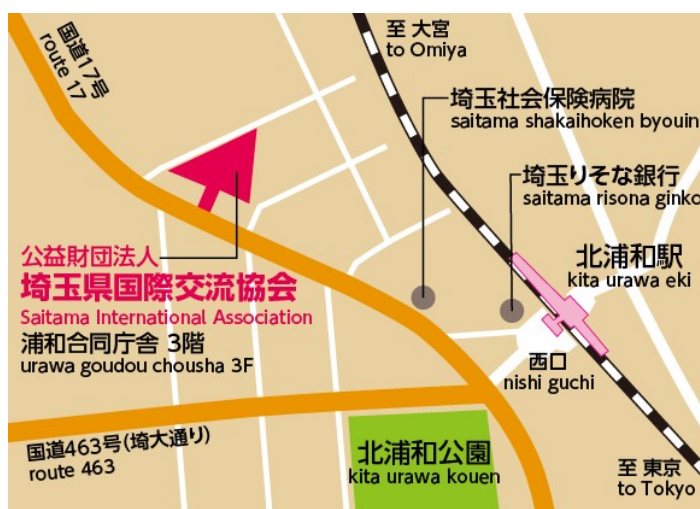 国道17号
route 17
至 大宮
to Omiya
埼玉社会保険病院
saitama shakaihoken byouin
埼玉りそな銀行
saitama risona ginko
北浦和駅
kita urawa eki
公益財団法人
埼玉県国際交流協会
Saitama International Association
浦和合同庁舎 3階
urawa goudou chousha 3F
西口
nishi guchi
国道463号(埼大通り)
route 463
北浦和公園
kita urawa kouen
至 東京
to Tokyo